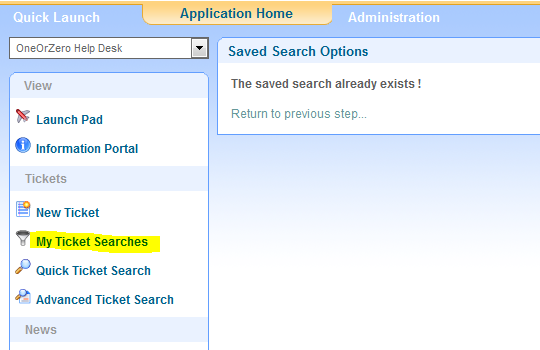 Quick Launch
Application Home
Administration
OneOrZero Help Desk
View
Launch Pad
Information Portal
Tickets
New Ticket
My Ticket Searches
Quick Ticket Search
Advanced Ticket Search
News
Saved Search Options
The saved search already exists !
Return to previous step...